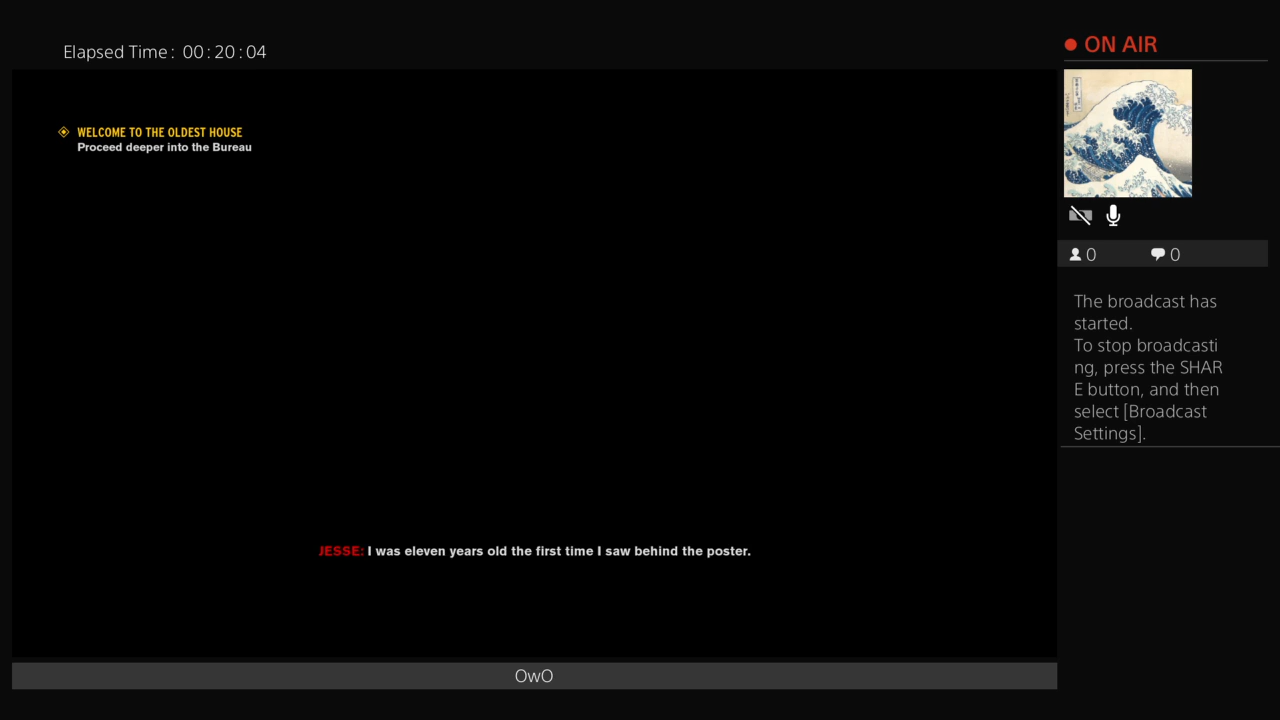 Elapsed Time: 00:20:04
ON AIR
WELCOME TO THE OLDEST HOUSE
Proceed deeper into the Bureau
0 0
The broadcast has
started.
To stop broadcasti
ng, press the SHAR
E button, and then
select [Broadcast
Settings].
JESSE: I was eleven years old the first time I saw behind the poster.
OwO